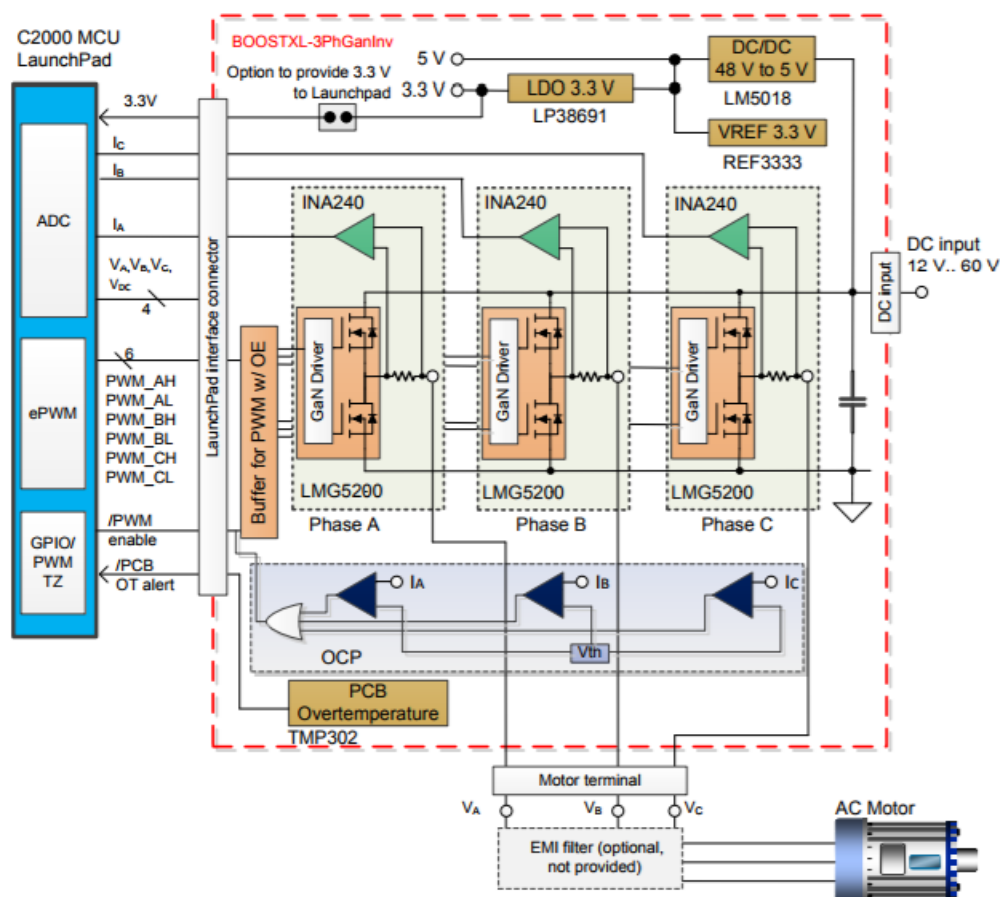 C2000 MCU
LaunchPad
BOOSTXL-3PhGanInv
Option to provide 3.3 V
to Launchpad
5 V
3.3 V
LDO 3.3 V
LP38691
DC/DC
48 V to 5 V
LM5018
VREF 3.3 V
REF3333
3.3V
IC
IB
IA
ADC
VA,VB,VC,
VDC
4
ePWM
6
PWM_AH
PWM_AL
PWM_BH
PWM_BL
PWM_CH
PWM_CL
GPIO/
PWM
TZ
/PWM
enable
/PCB
OT alert
LaunchPad interface connector
Buffer for PWM w/ OE
INA240
GaN Driver
LMG5290
Phase A
INA240
GaN Driver
LMG5200
Phase B
INA240
GaN Driver
LMG5200
Phase C
DC input
DC input
12 V.. 60 V
IA
IB
IC
Vth
OCP
PCB
Overtemperature
TMP302
Motor terminal
VA
VB
VC
EMI filter (optional,
not provided)
AC Motor